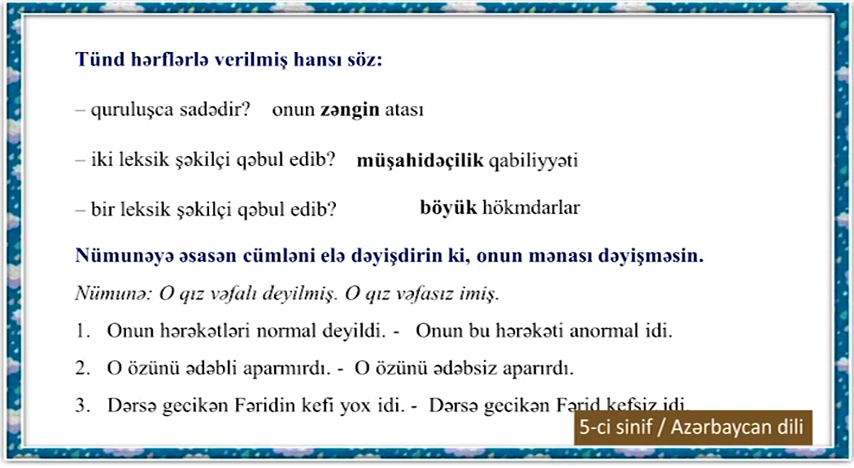 Tünd hərflərlə verilmiş hansı söz:
– quruluşca sadədir? onun zəngin atası
– iki leksik şəkilçi qəbul edib? müşahidəçilik qabiliyyəti
– bir leksik şəkilçi qəbul edib? böyük hökmdarlar
Nümunəyə əsasən cümləni elə dəyişdirin ki, onun mənası dəyişməsin.
Nümunə: O qız vəfalı deyilmiş. O qız vəfasız imiş.
1. Onun hərəkətləri normal deyildi. - Onun bu hərəkəti anormal idi.
2. O özünü ədəbli aparmırdı. - O özünü ədəbsiz aparırdı.
3. Dərsə gecikən Fəridin kefi yox idi. - Dərsə gecikən Fərid kefsiz idi.
5-ci sinif / Azərbaycan dili